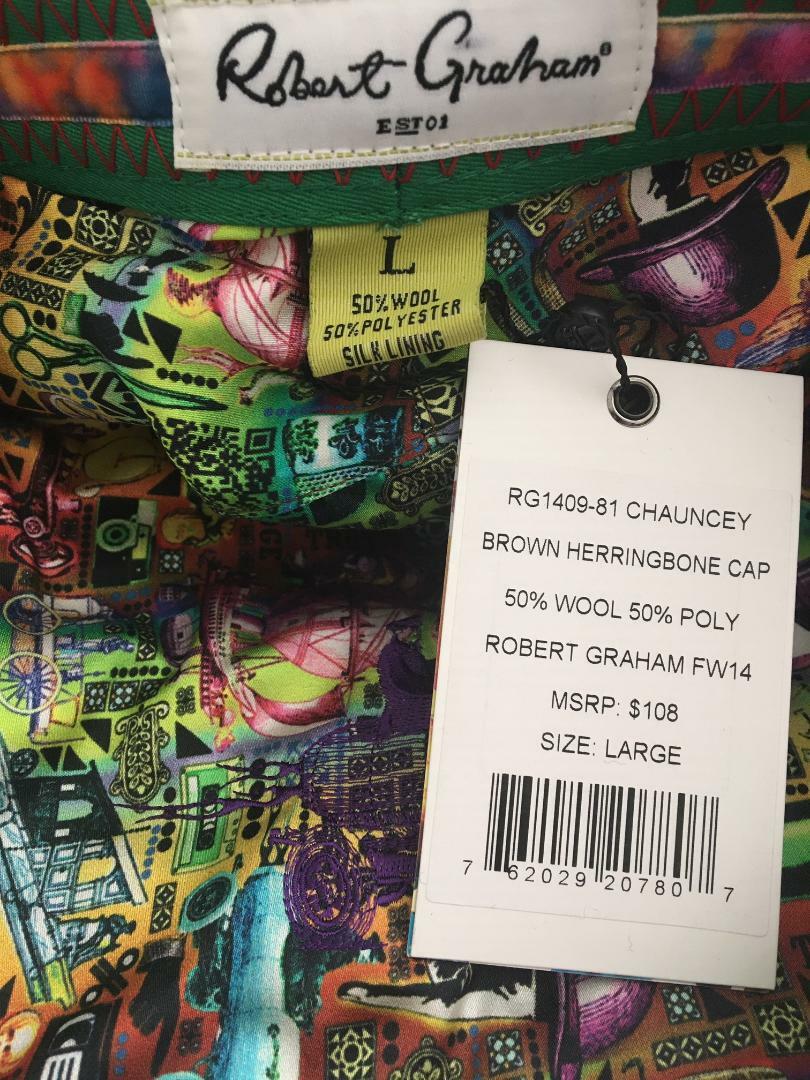 Robert Graham®
EST 01
L
50% WOOL
50% POLYESTER
SILK LINING
RG1409-81 CHAUNCEY
BROWN HERRINGBONE CAP
50% WOOL 50% POLY
ROBERT GRAHAM FW14
MSRP: $108
SIZE: LARGE
7 62029 20780 7